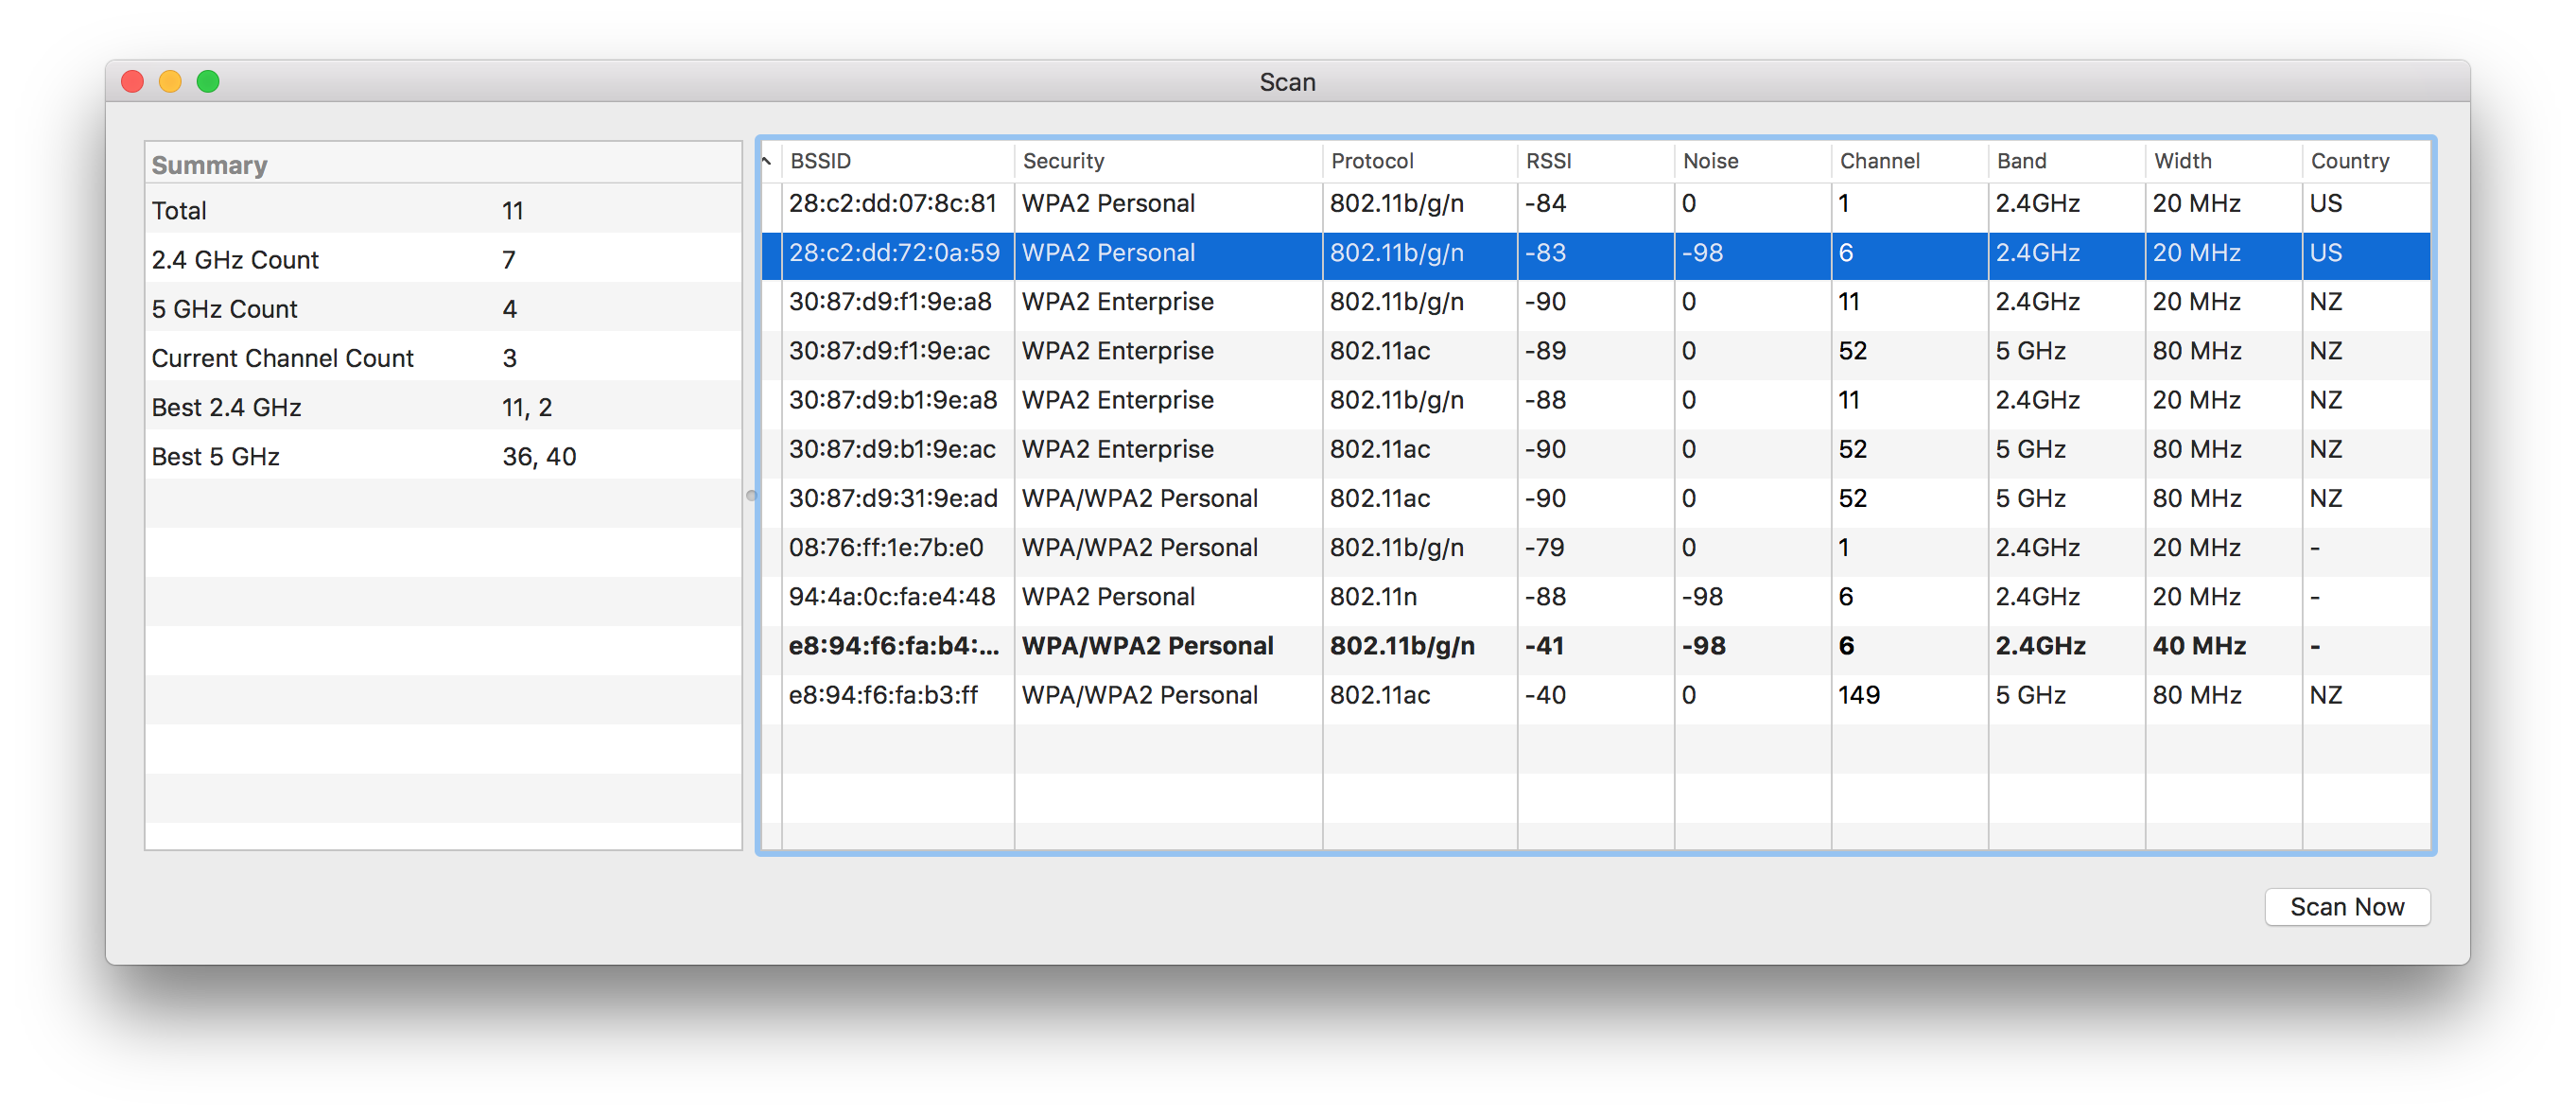 Scan
Summary
Total 11
2.4 GHz Count 7
5 GHz Count 4
Current Channel Count 3
Best 2.4 GHz 11, 2
Best 5 GHz 36, 40
BSSID Security Protocol RSSI Noise Channel Band Width Country
28:c2:dd:07:8c:81 WPA2 Personal 802.11b/g/n -84 0 1 2.4GHz 20 MHz US
28:c2:dd:72:0a:59 WPA2 Personal 802.11b/g/n -83 -98 6 2.4GHz 20 MHz US
30:87:d9:f1:9e:a8 WPA2 Enterprise 802.11b/g/n -90 0 11 2.4GHz 20 MHz NZ
30:87:d9:f1:9e:ac WPA2 Enterprise 802.11ac -89 0 52 5 GHz 80 MHz NZ
30:87:d9:b1:9e:a8 WPA2 Enterprise 802.11b/g/n -88 0 11 2.4GHz 20 MHz NZ
30:87:d9:b1:9e:ac WPA2 Enterprise 802.11ac -90 0 52 5 GHz 80 MHz NZ
30:87:d9:31:9e:ad WPA/WPA2 Personal 802.11ac -90 0 52 5 GHz 80 MHz NZ
08:76:ff:1e:7b:e0 WPA/WPA2 Personal 802.11b/g/n -79 0 1 2.4GHz 20 MHz -
94:4a:0c:fa:e4:48 WPA2 Personal 802.11n -88 -98 6 2.4GHz 20 MHz -
e8:94:f6:fa:b4:... WPA/WPA2 Personal 802.11b/g/n -41 -98 6 2.4GHz 40 MHz -
e8:94:f6:fa:b3:ff WPA/WPA2 Personal 802.11ac -40 0 149 5 GHz 80 MHz NZ
Scan Now